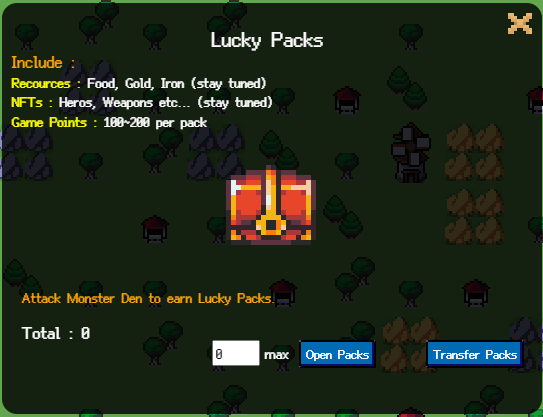 Lucky Packs
Include :
Recources : Food, Gold, Iron (stay tuned)
NFTs : Heros, Weapons etc... (stay tuned)
Game Points : 100~200 per pack
Attack Monster Den to earn Lucky Packs
Total : 0
0 max Open Packs Transfer Packs